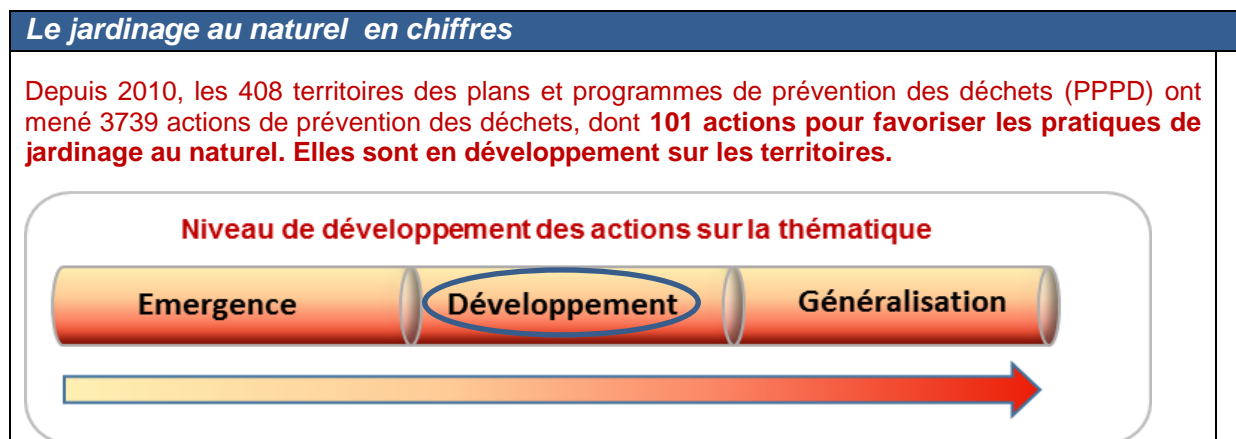 Le jardinage au naturel en chiffres
Depuis 2010, les 408 territoires des plans et programmes de prévention des déchets (PPPD) ont
mené 3739 actions de prévention des déchets, dont 101 actions pour favoriser les pratiques de
jardinage au naturel. Elles sont en développement sur les territoires.
Niveau de développement des actions sur la thématique
Emergence Développement Généralisation